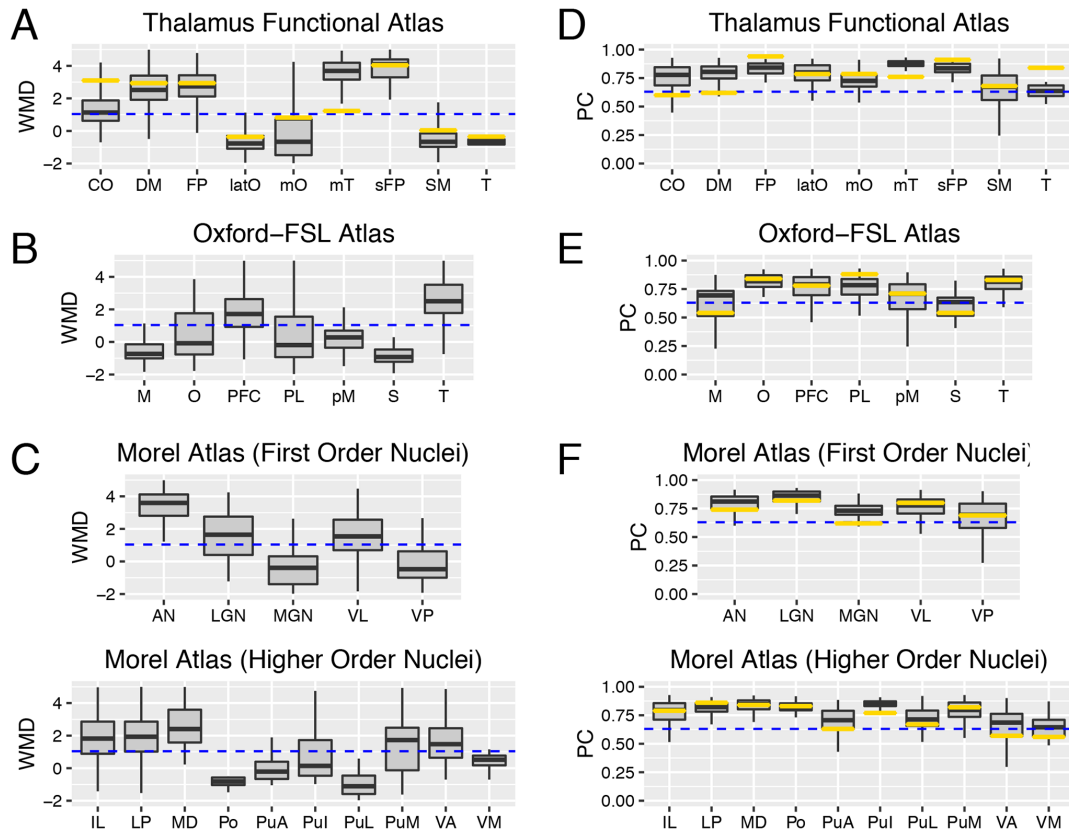 A
Thalamus Functional Atlas
WMD
4
2
0
−2
CO DM FP latO mO mT sFP SM T
B
Oxford−FSL Atlas
WMD
4
2
0
−2
M O PFC PL pM S T
C
Morel Atlas (First Order Nuclei)
WMD
4
2
0
−2
AN LGN MGN VL VP
Morel Atlas (Higher Order Nuclei)
WMD
4
2
0
−2
IL LP MD Po PuA PuI PuL PuM VA VM
D
Thalamus Functional Atlas
PC
1.00
0.75
0.50
0.25
0.00
CO DM FP latO mO mT sFP SM T
E
Oxford−FSL Atlas
PC
1.00
0.75
0.50
0.25
0.00
M O PFC PL pM S T
F
Morel Atlas (First Order Nuclei)
PC
1.00
0.75
0.50
0.25
0.00
AN LGN MGN VL VP
Morel Atlas (Higher Order Nuclei)
PC
1.00
0.75
0.50
0.25
0.00
IL LP MD Po PuA PuI PuL PuM VA VM